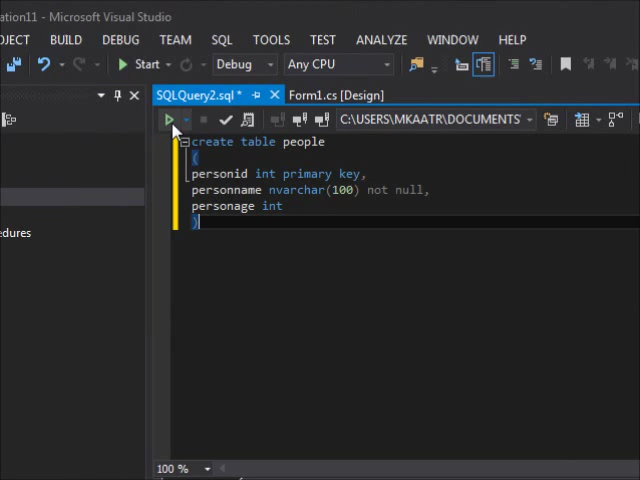 ation11 - Microsoft Visual Studio
OJECT BUILD DEBUG TEAM SQL TOOLS TEST ANALYZE WINDOW HELP
Start Debug Any CPU
SQLQuery2.sql* Form1.cs [Design]
C:\USERS\MKAATR\DOCUMENTS\
create table people
(
personid int primary key,
personname nvarchar(100) not null,
personage int
)
edures
100 %